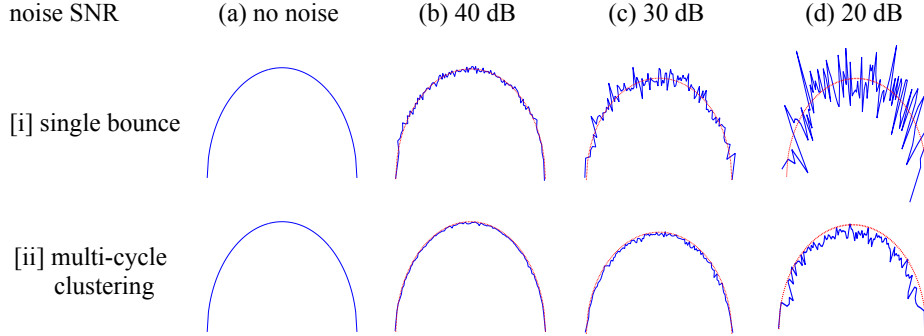 noise SNR (a) no noise (b) 40 dB (c) 30 dB (d) 20 dB
[i] single bounce
[ii] multi-cycle
clustering